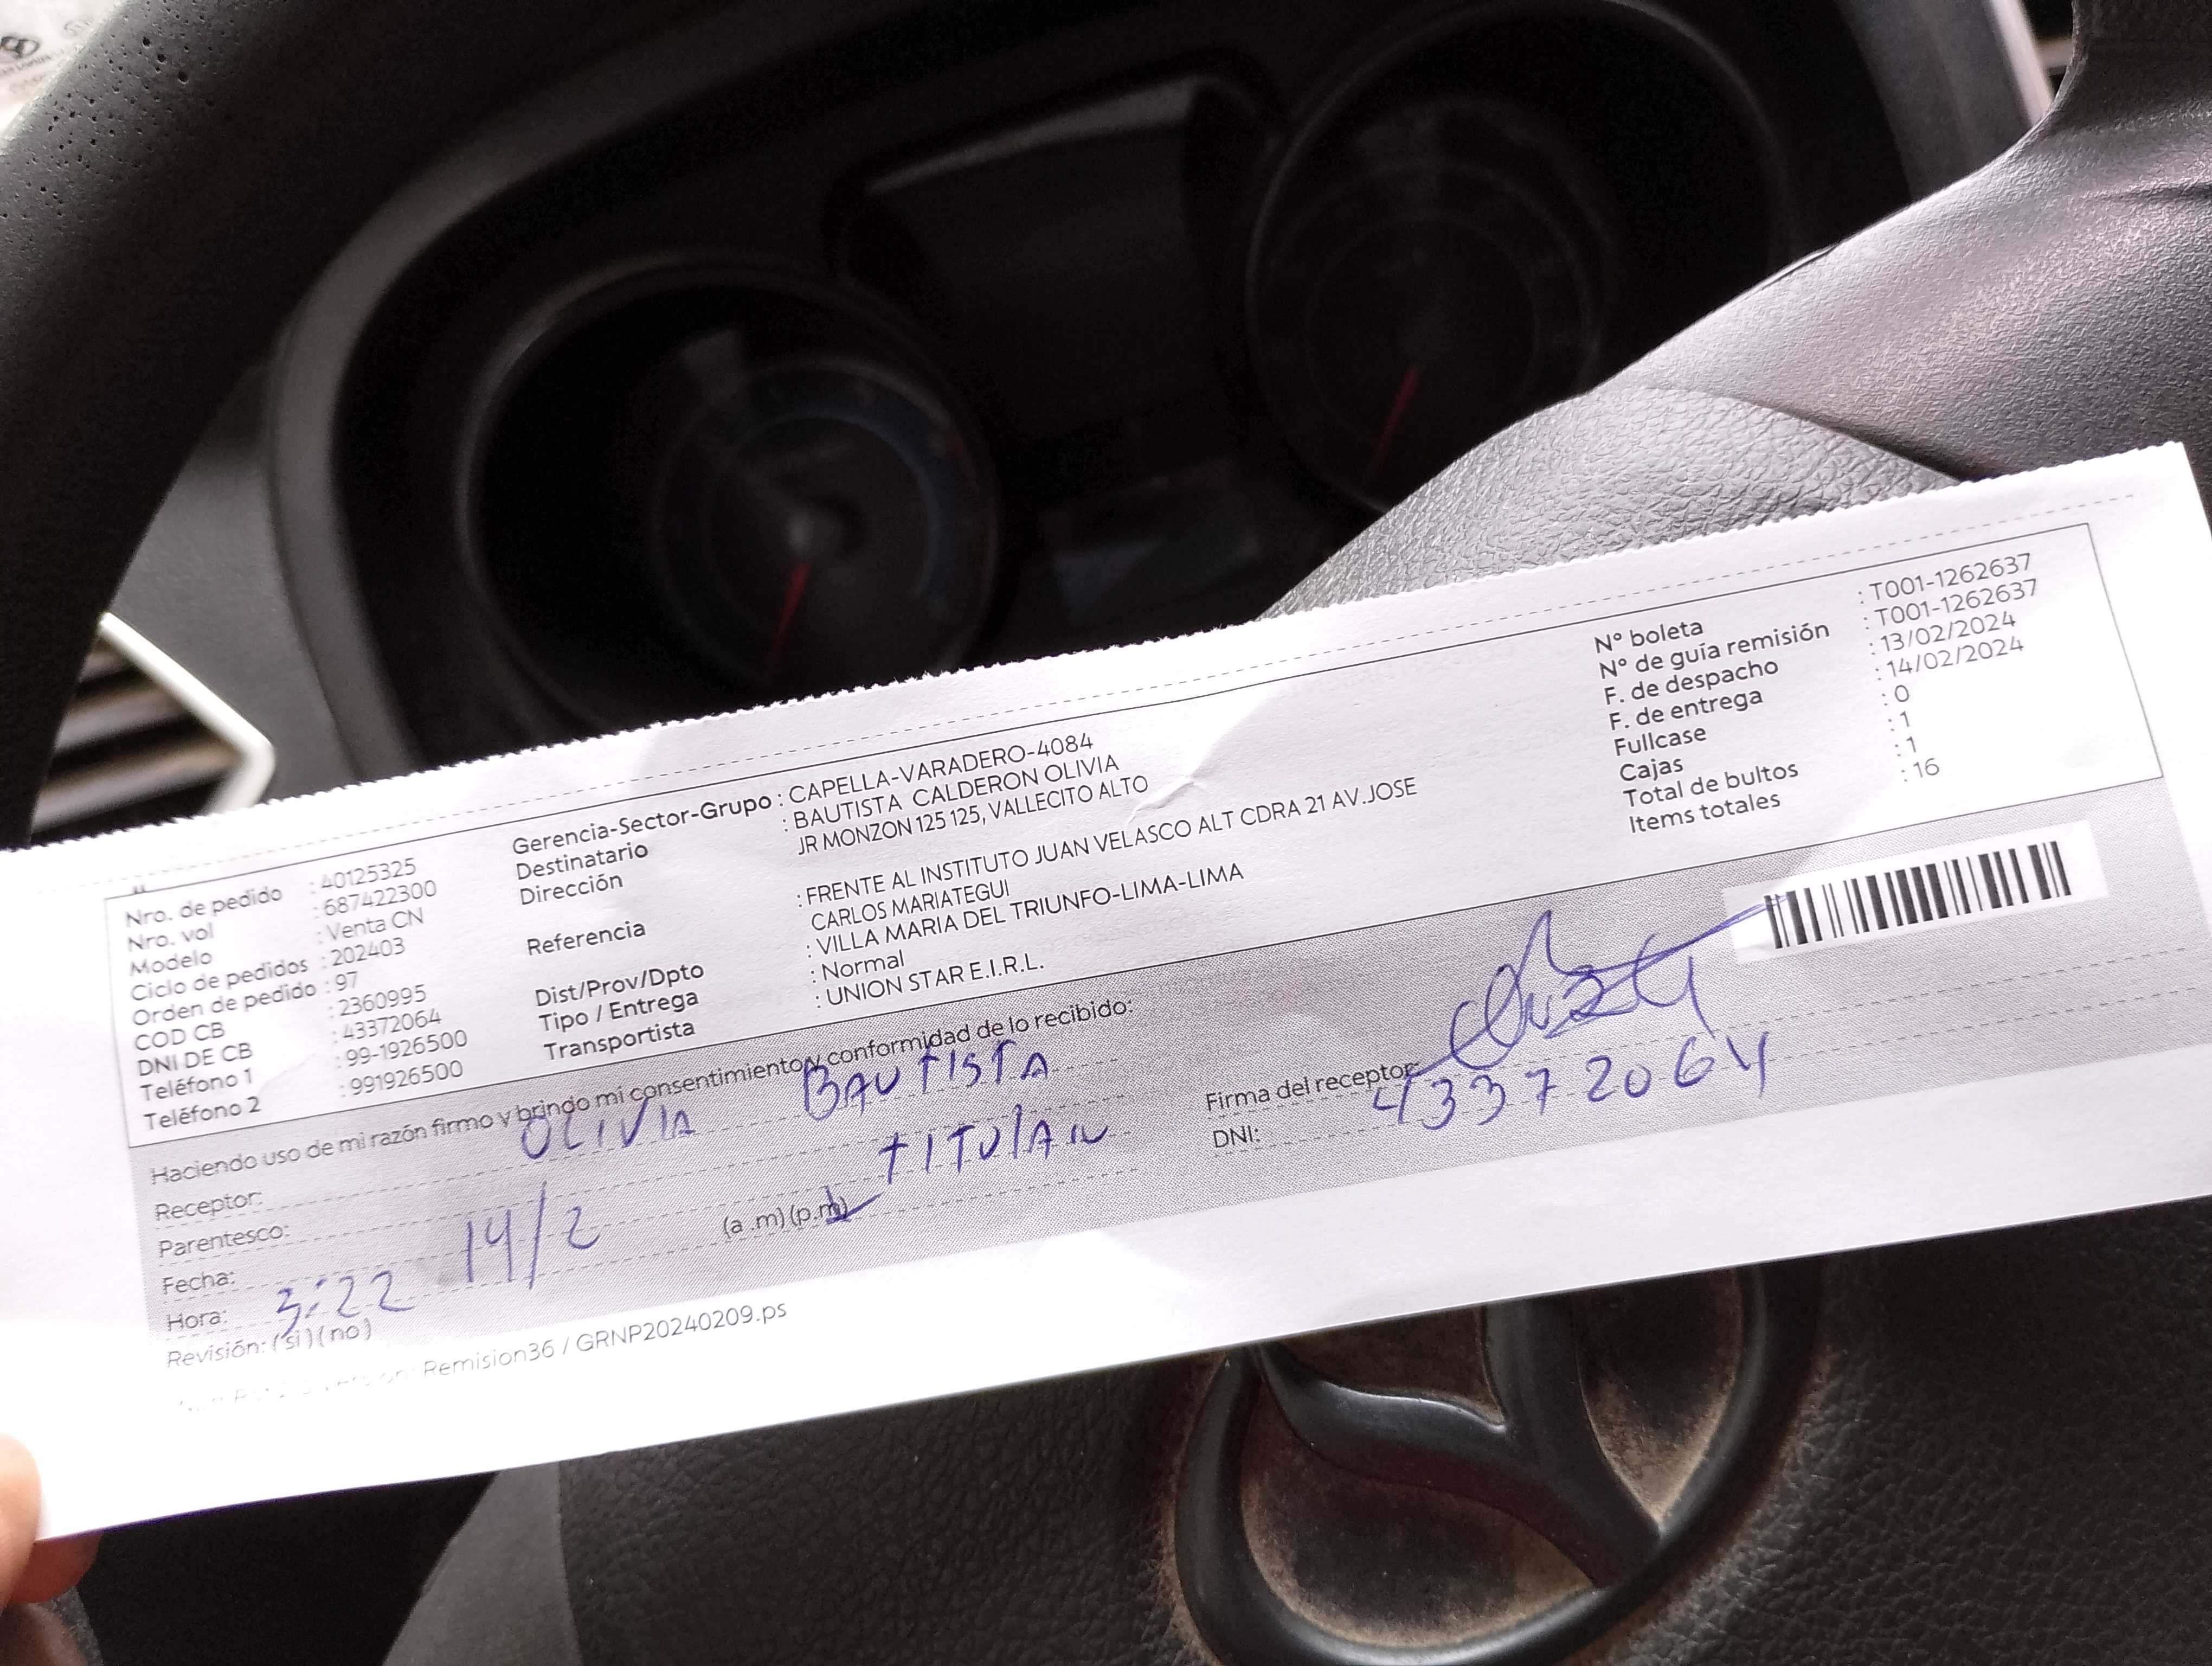 Nro. de pedido : 40125325
Nro. vol : 687422300
Modelo : Venta CN
Ciclo de pedidos : 202403
Orden de pedido : 97
COD CB : 2360995
DNI DE CB : 43372064
Teléfono 1 : 99-1926500
Teléfono 2 : 991926500
Gerencia-Sector-Grupo : CAPELLA-VARADERO-4084
Destinatario : BAUTISTA CALDERON OLIVIA
Dirección JR MONZON 125 125, VALLECITO ALTO
Referencia : FRENTE AL INSTITUTO JUAN VELASCO ALT CDRA 21 AV.JOSE
CARLOS MARIATEGUI
Dist/Prov/Dpto : VILLA MARIA DEL TRIUNFO-LIMA-LIMA
Tipo / Entrega : Normal
Transportista : UNION STAR E.I.R.L.
N° boleta : T001-1262637
N° de guía remisión : T001-1262637
F. de despacho : 13/02/2024
F. de entrega : 14/02/2024
Fullcase : 0
Cajas : 1
Total de bultos : 1
Items totales : 16
Haciendo uso de mi razón firmo y brindo mi consentimiento y conformidad de lo recibido:
Receptor: OLIVIA BAUTISTA
Parentesco: TITULAR
Fecha: 14/2
Hora: 3:22 (a .m) (p.m)
Revisión: (si) (no)
Firma del receptor:
DNI: 43372064
Remision36 / GRNP20240209.ps